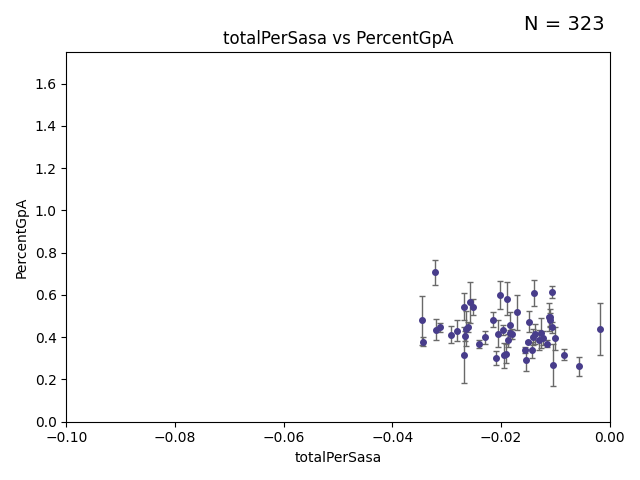 N = 323
totalPerSasa vs PercentGpA
PercentGpA
1.6
1.4
1.2
1.0
0.8
0.6
0.4
0.2
0.0
−0.10 −0.08 −0.06 −0.04 −0.02 0.00
totalPerSasa